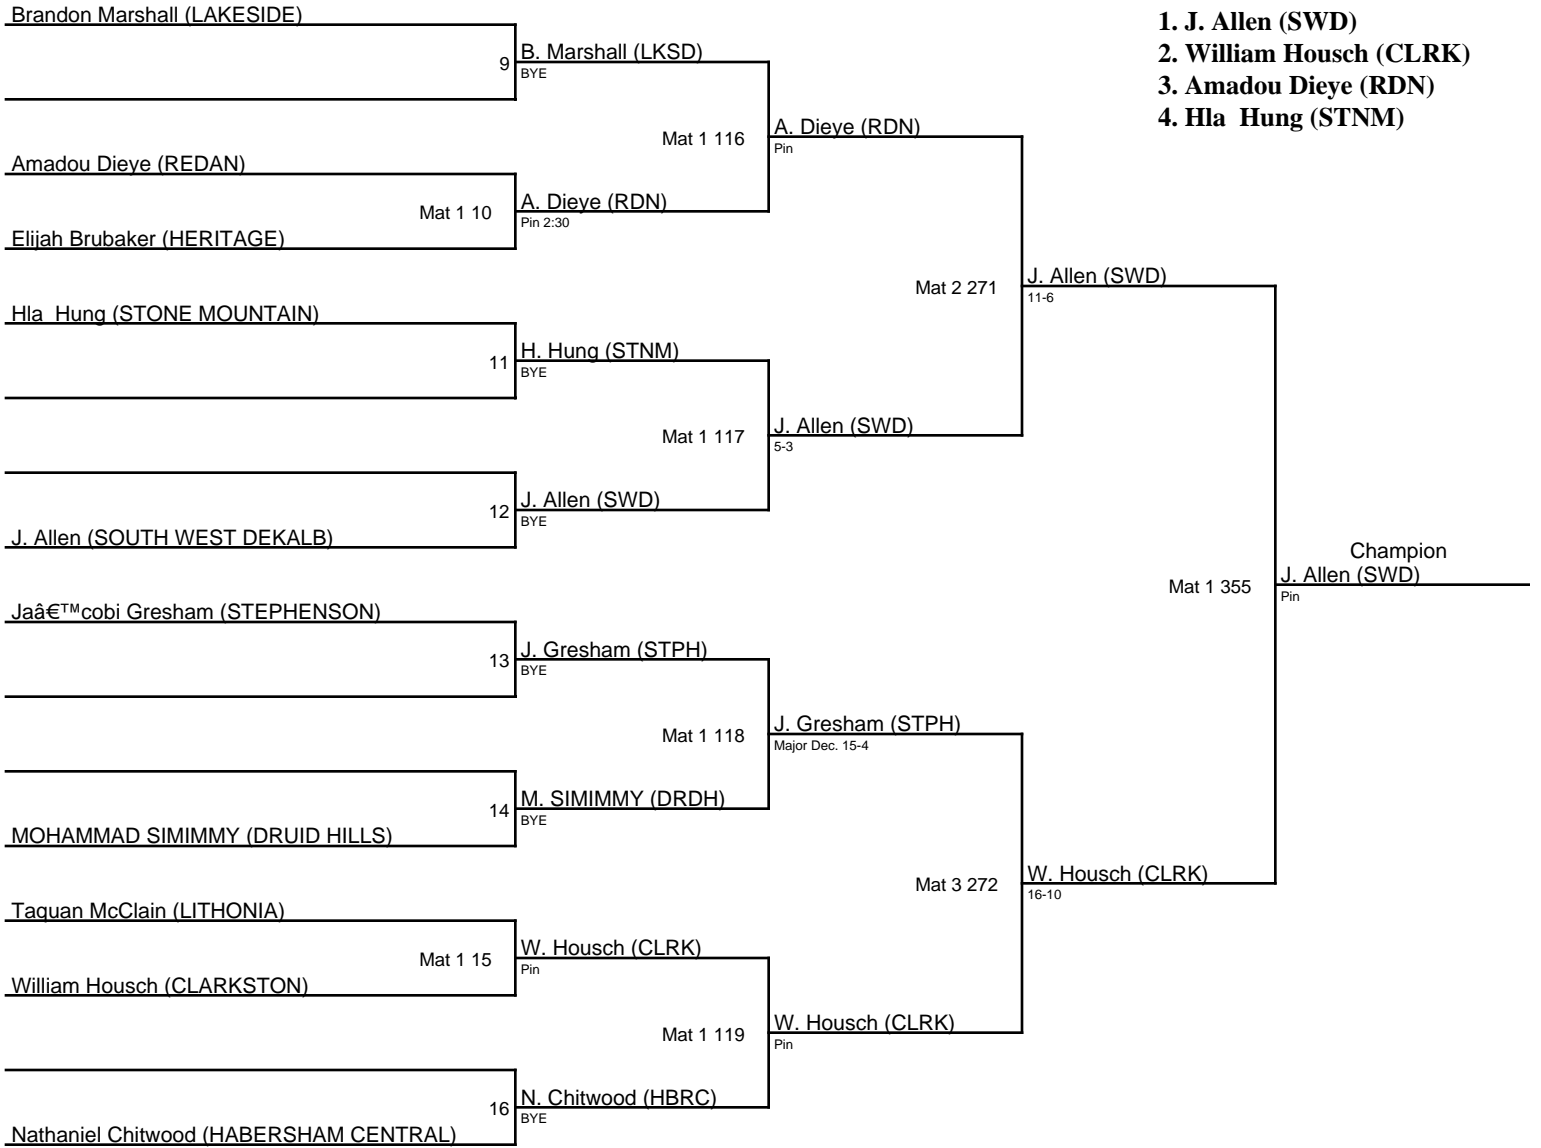 Brandon Marshall (LAKESIDE)
1. J. Allen (SWD)
2. William Housch (CLRK)
3. Amadou Dieye (RDN)
4. Hla  Hung (STNM)
9
B. Marshall (LKSD)
BYE
Mat 1 116
A. Dieye (RDN)
Pin
Amadou Dieye (REDAN)
Mat 1 10
A. Dieye (RDN)
Pin 2:30
Elijah Brubaker (HERITAGE)
Mat 2 271
J. Allen (SWD)
11-6
Hla  Hung (STONE MOUNTAIN)
11
H. Hung (STNM)
BYE
Mat 1 117
J. Allen (SWD)
5-3
12
J. Allen (SWD)
BYE
J. Allen (SOUTH WEST DEKALB)
Champion
Mat 1 355
J. Allen (SWD)
Pin
Jaâ€™cobi Gresham (STEPHENSON)
13
J. Gresham (STPH)
BYE
Mat 1 118
J. Gresham (STPH)
Major Dec. 15-4
14
M. SIMIMMY (DRDH)
BYE
MOHAMMAD SIMIMMY (DRUID HILLS)
Mat 3 272
W. Housch (CLRK)
16-10
Taquan McClain (LITHONIA)
Mat 1 15
W. Housch (CLRK)
Pin
William Housch (CLARKSTON)
Mat 1 119
W. Housch (CLRK)
Pin
16
N. Chitwood (HBRC)
BYE
Nathaniel Chitwood (HABERSHAM CENTRAL)